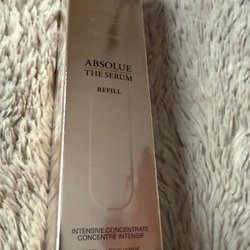 ABSOLUE
THE SERUM
REFILL
INTENSIVE CONCENTRATE
CONCENTRÉ INTENSIF